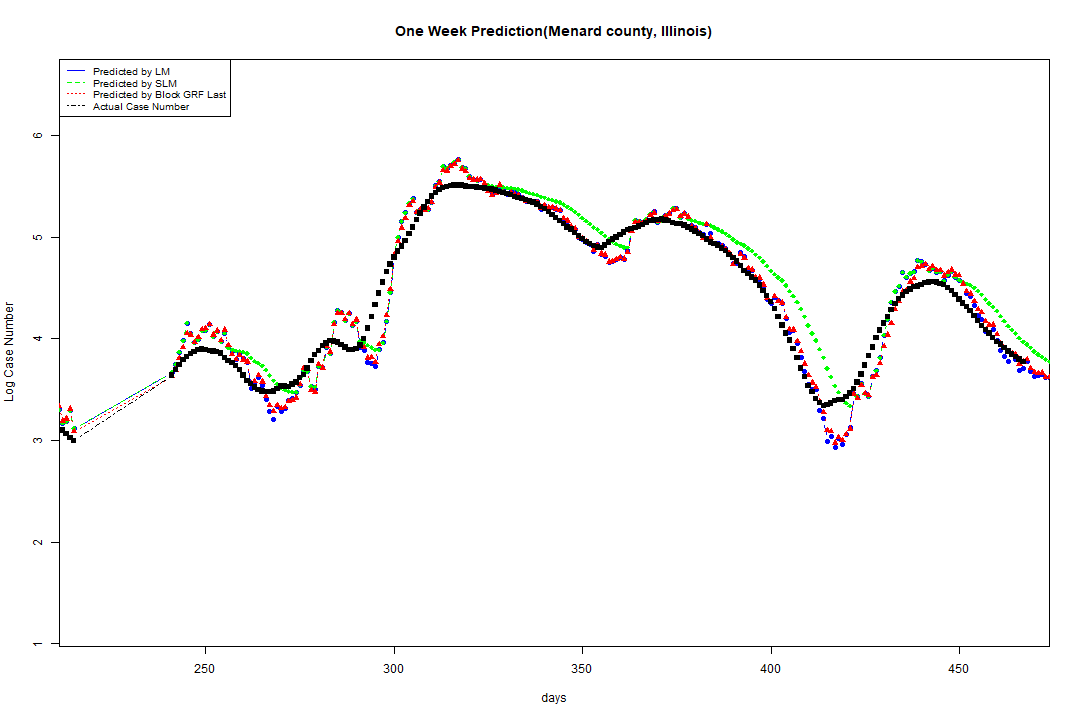 One Week Prediction(Menard county, Illinois)
Predicted by LM
Predicted by SLM
Predicted by Block GRF Last
Actual Case Number
Log Case Number
6
5
4
3
2
1
250 300 350 400 450
days